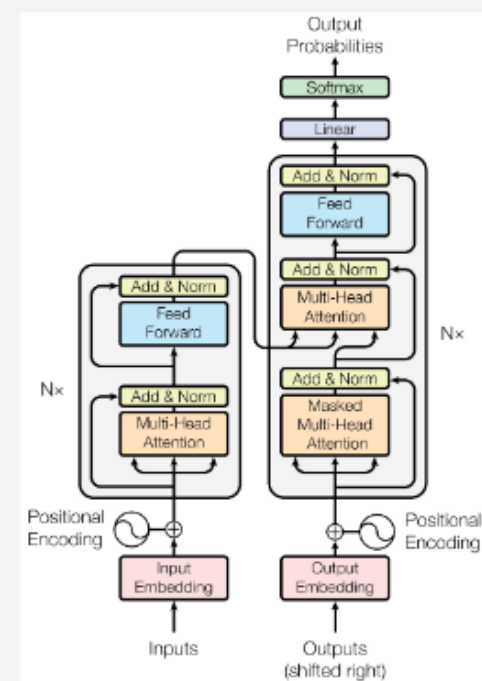 Output
Probabilities
Softmax
Linear
Add & Norm
Feed
Forward
Add & Norm
Multi-Head
Attention
Add & Norm
Masked
Multi-Head
Attention
N×
Add & Norm
Feed
Forward
Add & Norm
Multi-Head
Attention
N×
Positional
Encoding
Positional
Encoding
Input
Embedding
Output
Embedding
Inputs
Outputs
(shifted right)